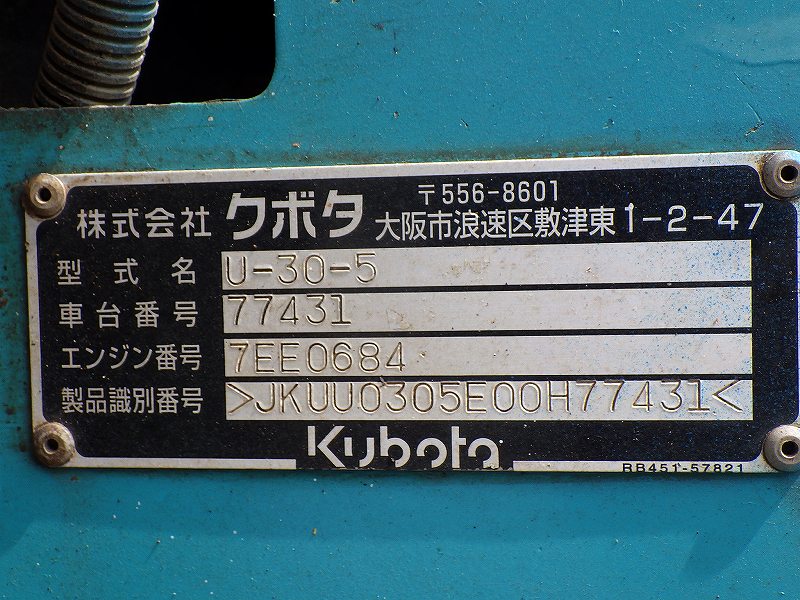 株式会社 クボタ 〒556-8601
大阪市浪速区敷津東1-2-47
型式名 U-30-5
車台番号 77431
エンジン番号 7EE0684
製品識別番号 >JKUU0305E00H77431<
Kubota
RB451-57821